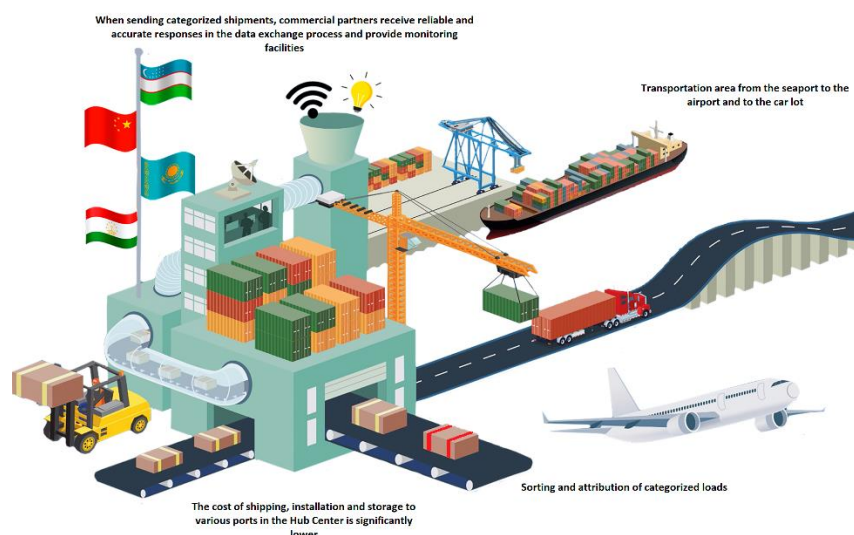 When sending categorized shipments, commercial partners receive reliable and
accurate responses in the data exchange process and provide monitoring
facilities
Transportation area from the seaport to the
airport and to the car lot
Sorting and attribution of categorized loads
The cost of shipping, installation and storage to
various ports in the Hub Center is significantly
lower